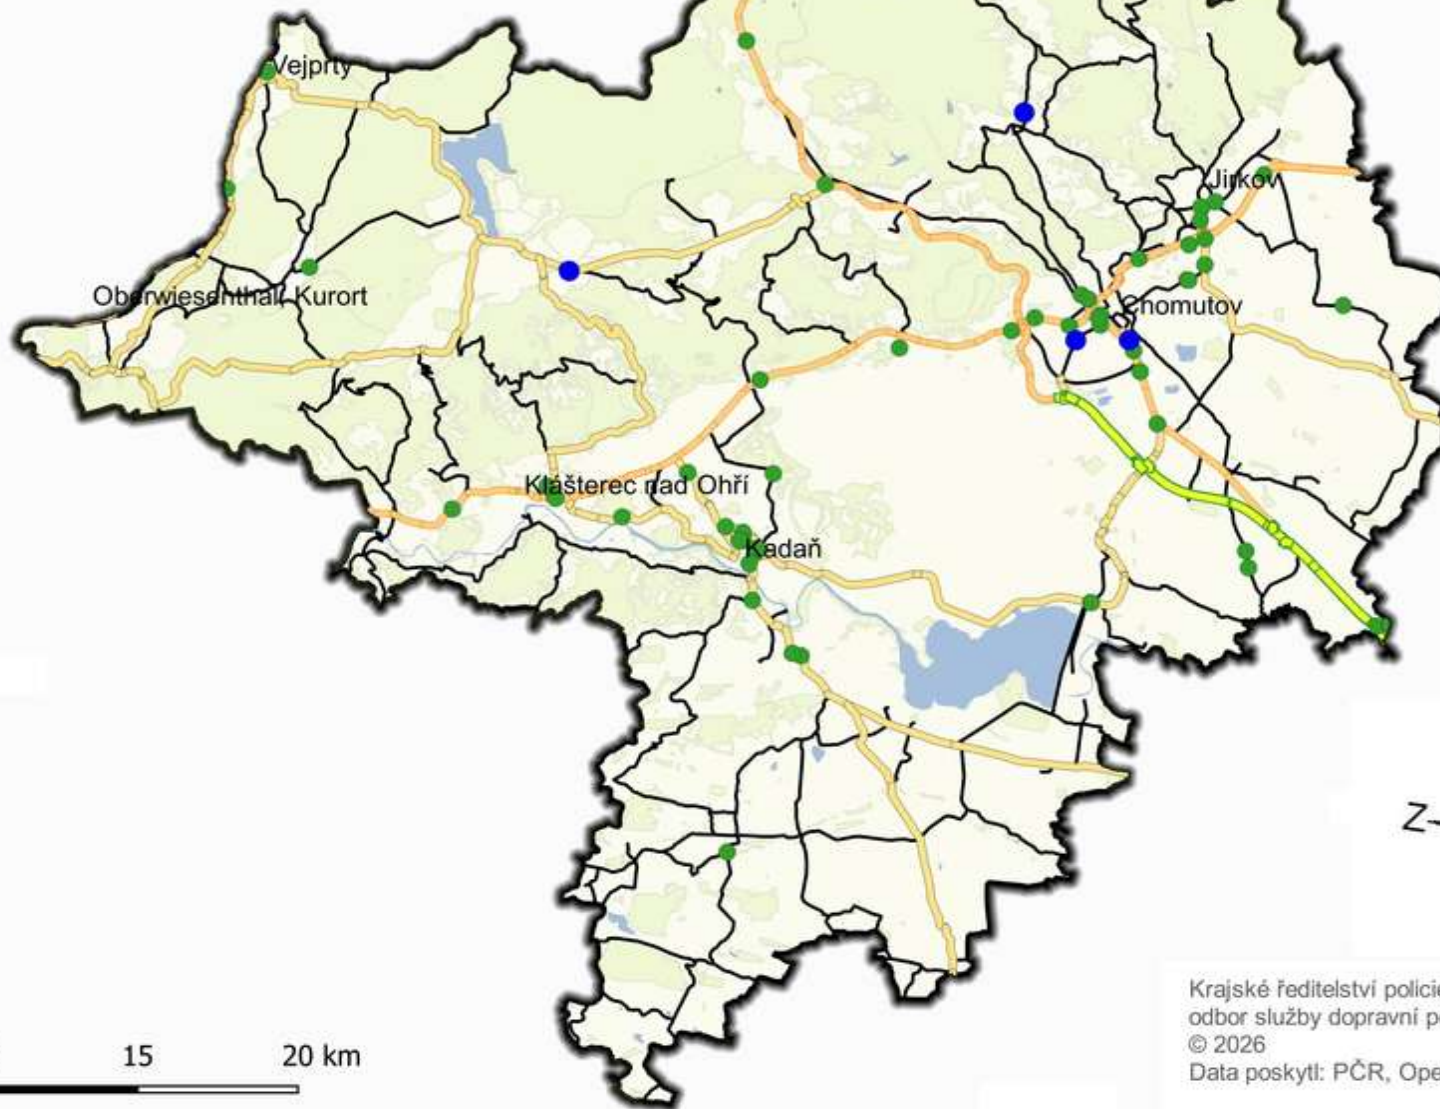 Vejprty
Jirkov
Oberwiesenthal, Kurort
Chomutov
Klášterec nad Ohří
Kadaň
Z
15
20 km
Krajské ředitelství policie
odbor služby dopravní p
© 2026
Data poskytl: PČR, Ope